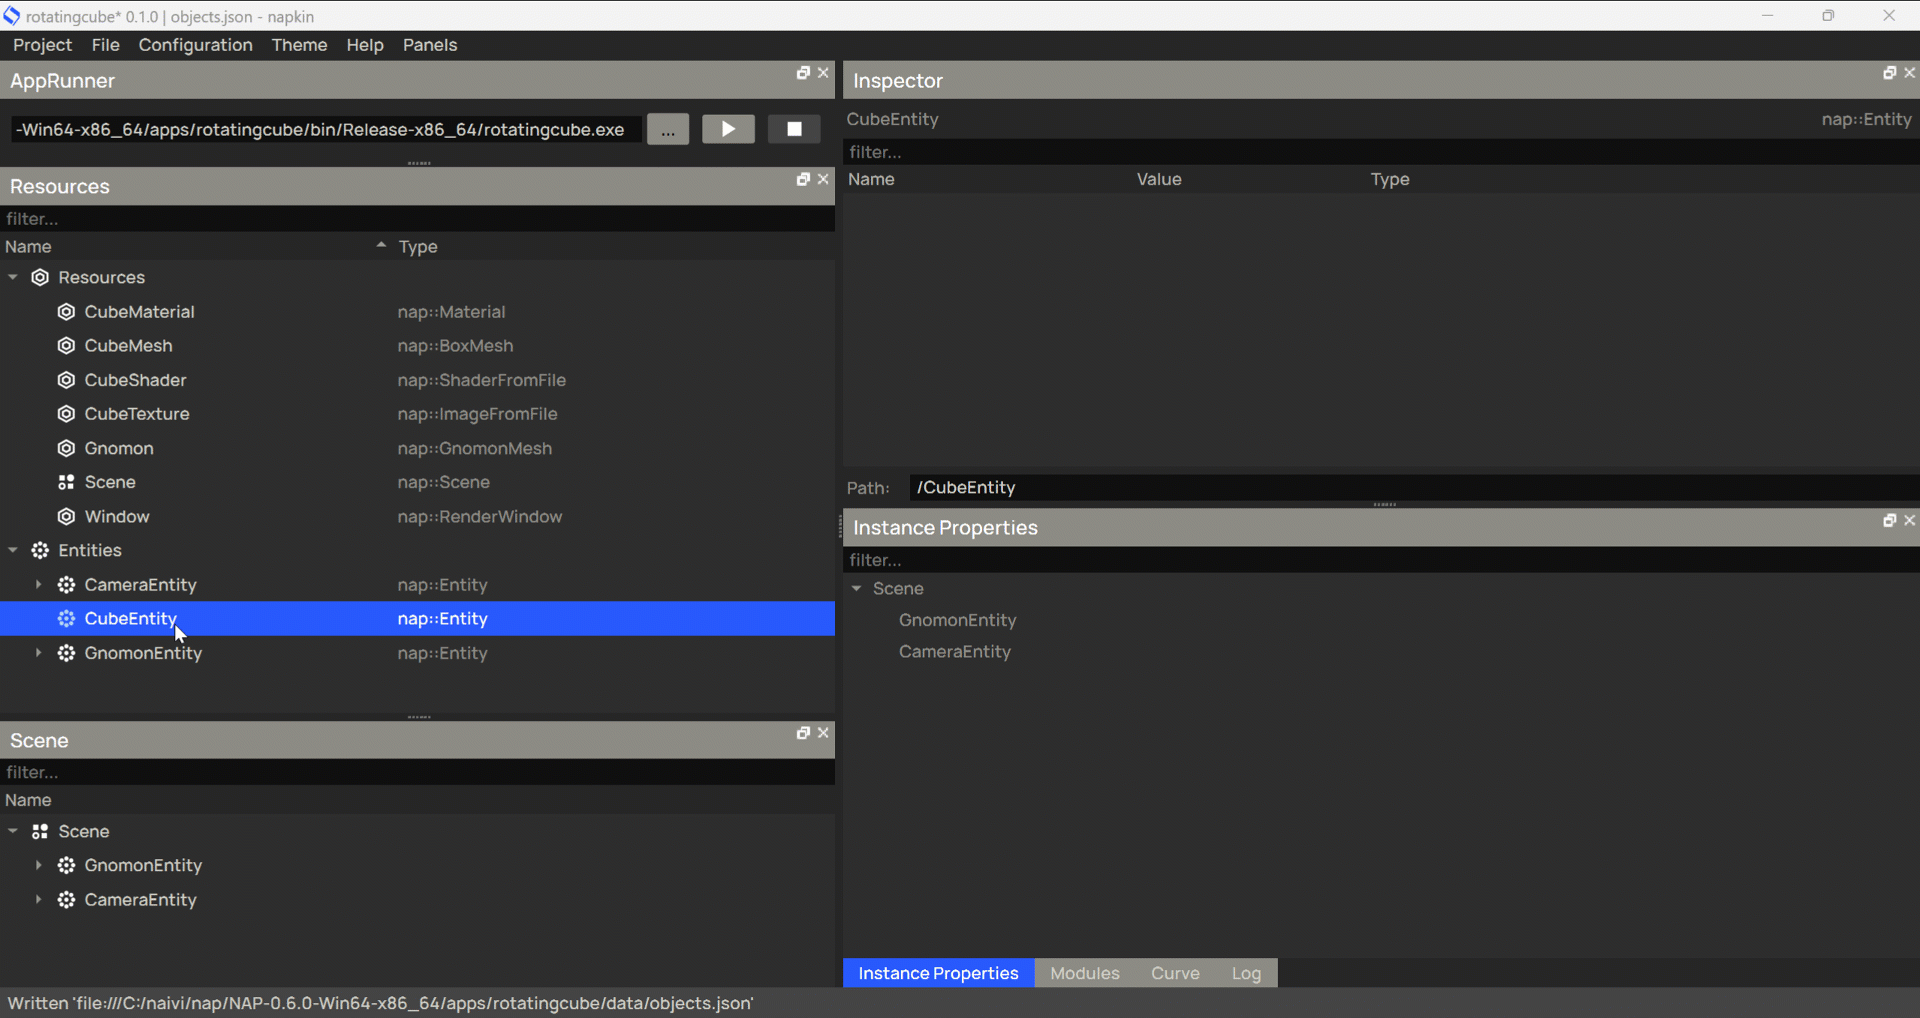 rotatingcube* 0.1.0 | objects.json - napkin
Project File Configuration Theme Help Panels
AppRunner
-Win64-x86_64/apps/rotatingcube/bin/Release-x86_64/rotatingcube.exe ...
Resources
filter...
Name Type
Resources
CubeMaterial nap::Material
CubeMesh nap::BoxMesh
CubeShader nap::ShaderFromFile
CubeTexture nap::ImageFromFile
Gnomon nap::GnomonMesh
Scene nap::Scene
Window nap::RenderWindow
Entities
CameraEntity nap::Entity
CubeEntity nap::Entity
GnomonEntity nap::Entity
Scene
filter...
Name
Scene
GnomonEntity
CameraEntity
Inspector
CubeEntity nap::Entity
filter...
Name Value Type
Path: /CubeEntity
Instance Properties
filter...
Scene
GnomonEntity
CameraEntity
Instance Properties Modules Curve Log
Written 'file:///C:/naivi/nap/NAP-0.6.0-Win64-x86_64/apps/rotatingcube/data/objects.json'